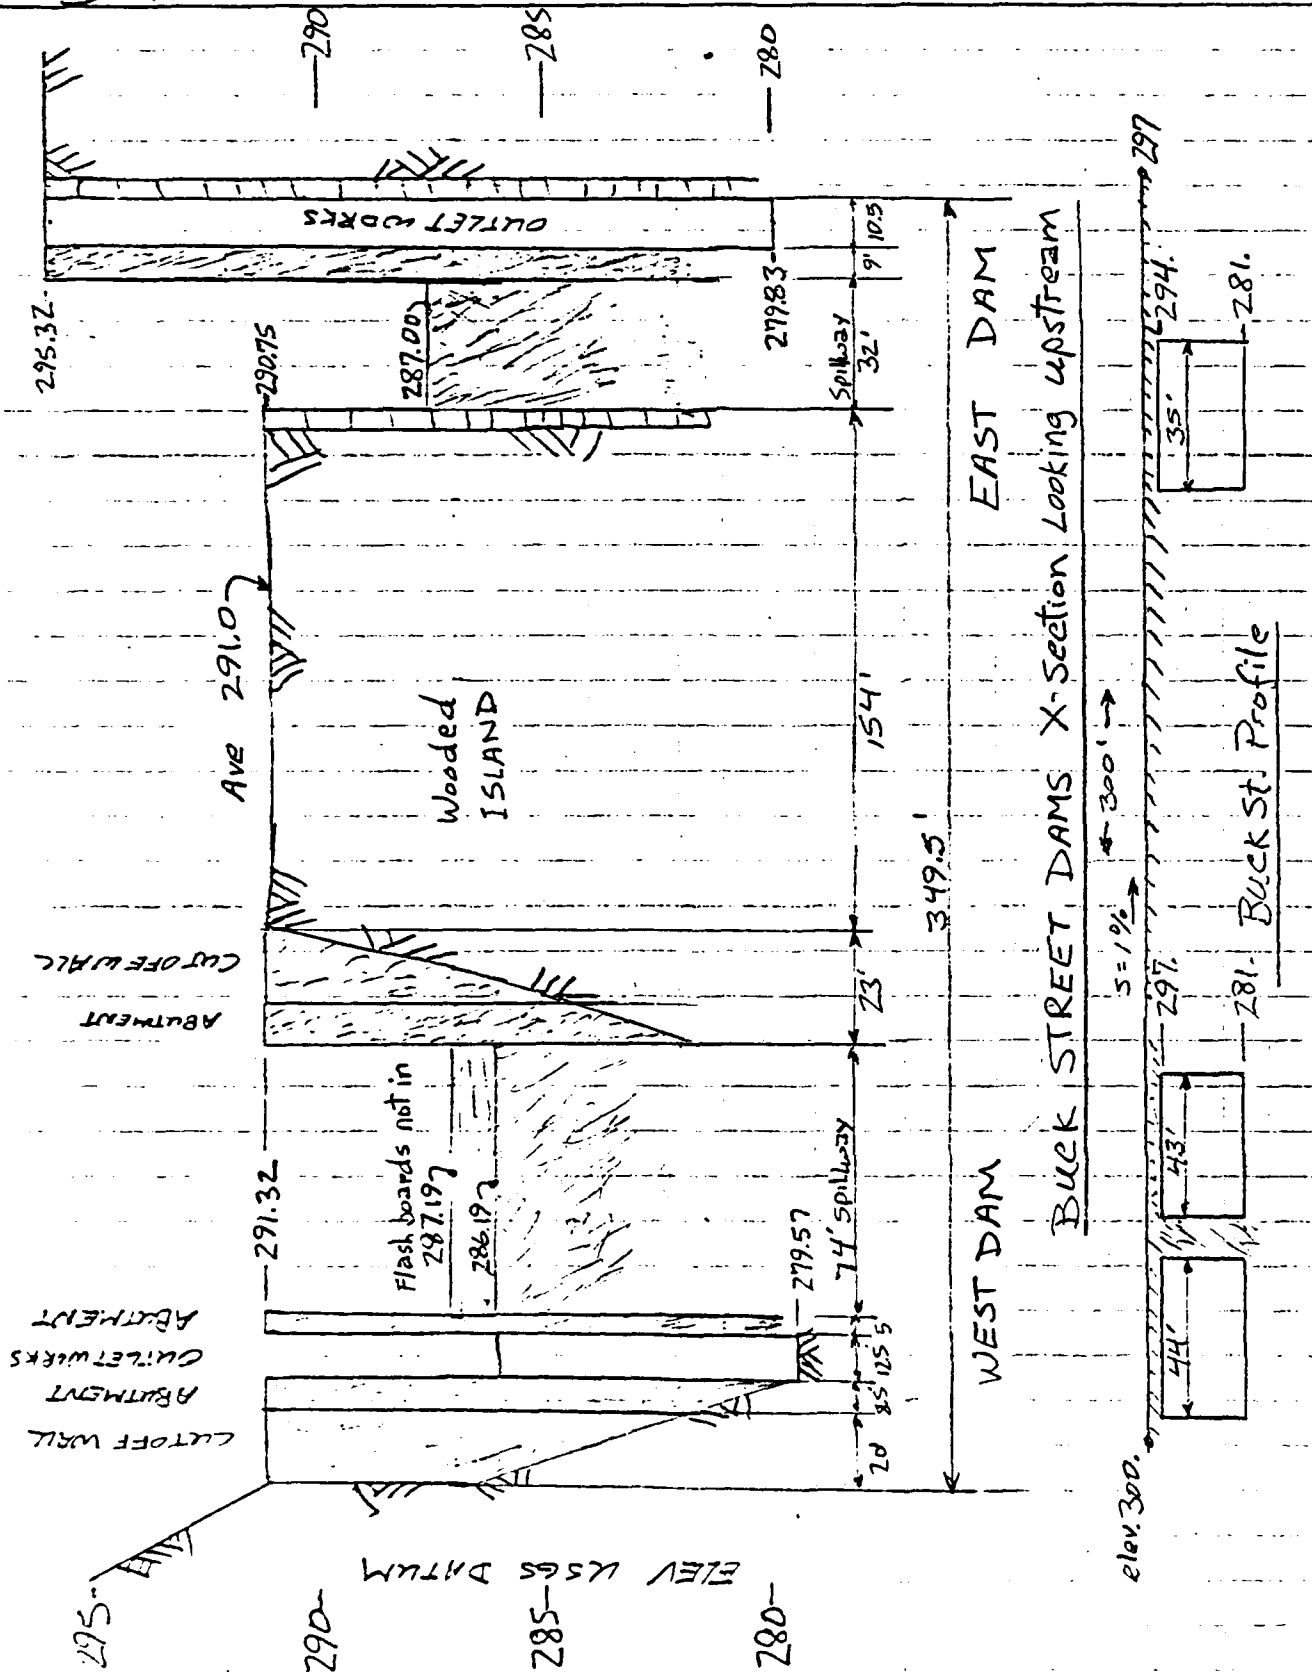 295-
290-
285-
280-
ELEV USGS DATUM
CUTOFF WALL
ABUTMENT
OUTLET WORKS
ABUTMENT
291.32
Flash boards not in
287.19
286.19
279.57
ABUTMENT
CUTOFF WALL
Ave 291.0
Wooded
ISLAND
290.75
287.00
295.32
OUTLET WORKS
279.83
290
285
280
20
8.5
12.5
5
74' Spillway
23'
154'
Spillway
32'
9'
10.5
349.5'
WEST DAM
EAST DAM
BUCK STREET DAMS X-Section Looking upstream
elev. 300.
S=1%
300'
297
44'
43'
297.
281.
35'
294.
281.
Buck St. Profile